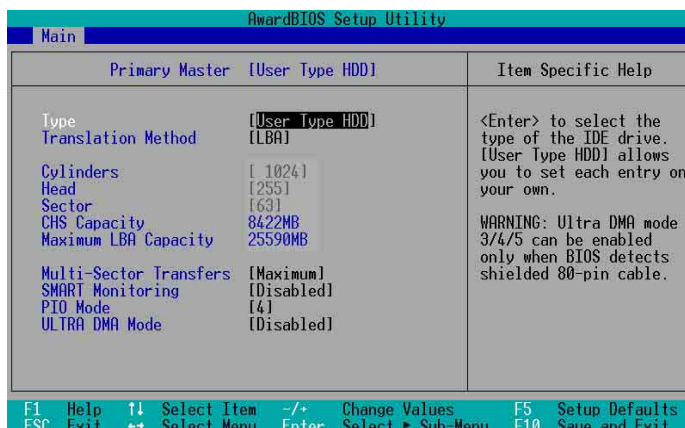 AwardBIOS Setup Utility
Main
Primary Master [User Type HDD]
Item Specific Help
Type [User Type HDD]
Translation Method [LBA]
Cylinders [ 1024]
Head [255]
Sector [63]
CHS Capacity 8422MB
Maximum LBA Capacity 25590MB
Multi-Sector Transfers [Maximum]
SMART Monitoring [Disabled]
PIO Mode [4]
ULTRA DMA Mode [Disabled]
<Enter> to select the
type of the IDE drive.
[User Type HDD] allows
you to set each entry on
your own.
WARNING: Ultra DMA mode
3/4/5 can be enabled
only when BIOS detects
shielded 80-pin cable.
F1 Help ↑↓ Select Item -/+ Change Values F5 Setup Defaults
ESC Exit ←→ Select Menu Enter Select ▶ Sub-Menu F10 Save and Exit